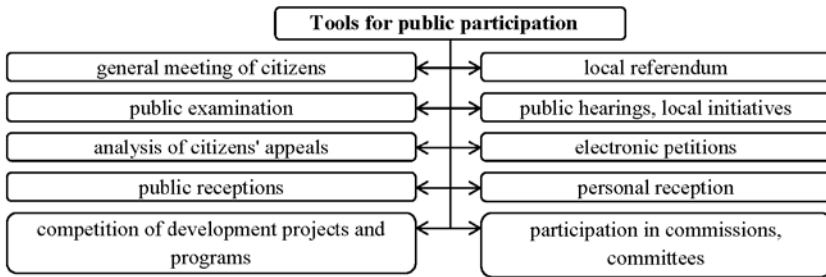 Tools for public participation
general meeting of citizens
local referendum
public examination
public hearings, local initiatives
analysis of citizens' appeals
electronic petitions
public receptions
personal reception
competition of development projects and
programs
participation in commissions,
committees